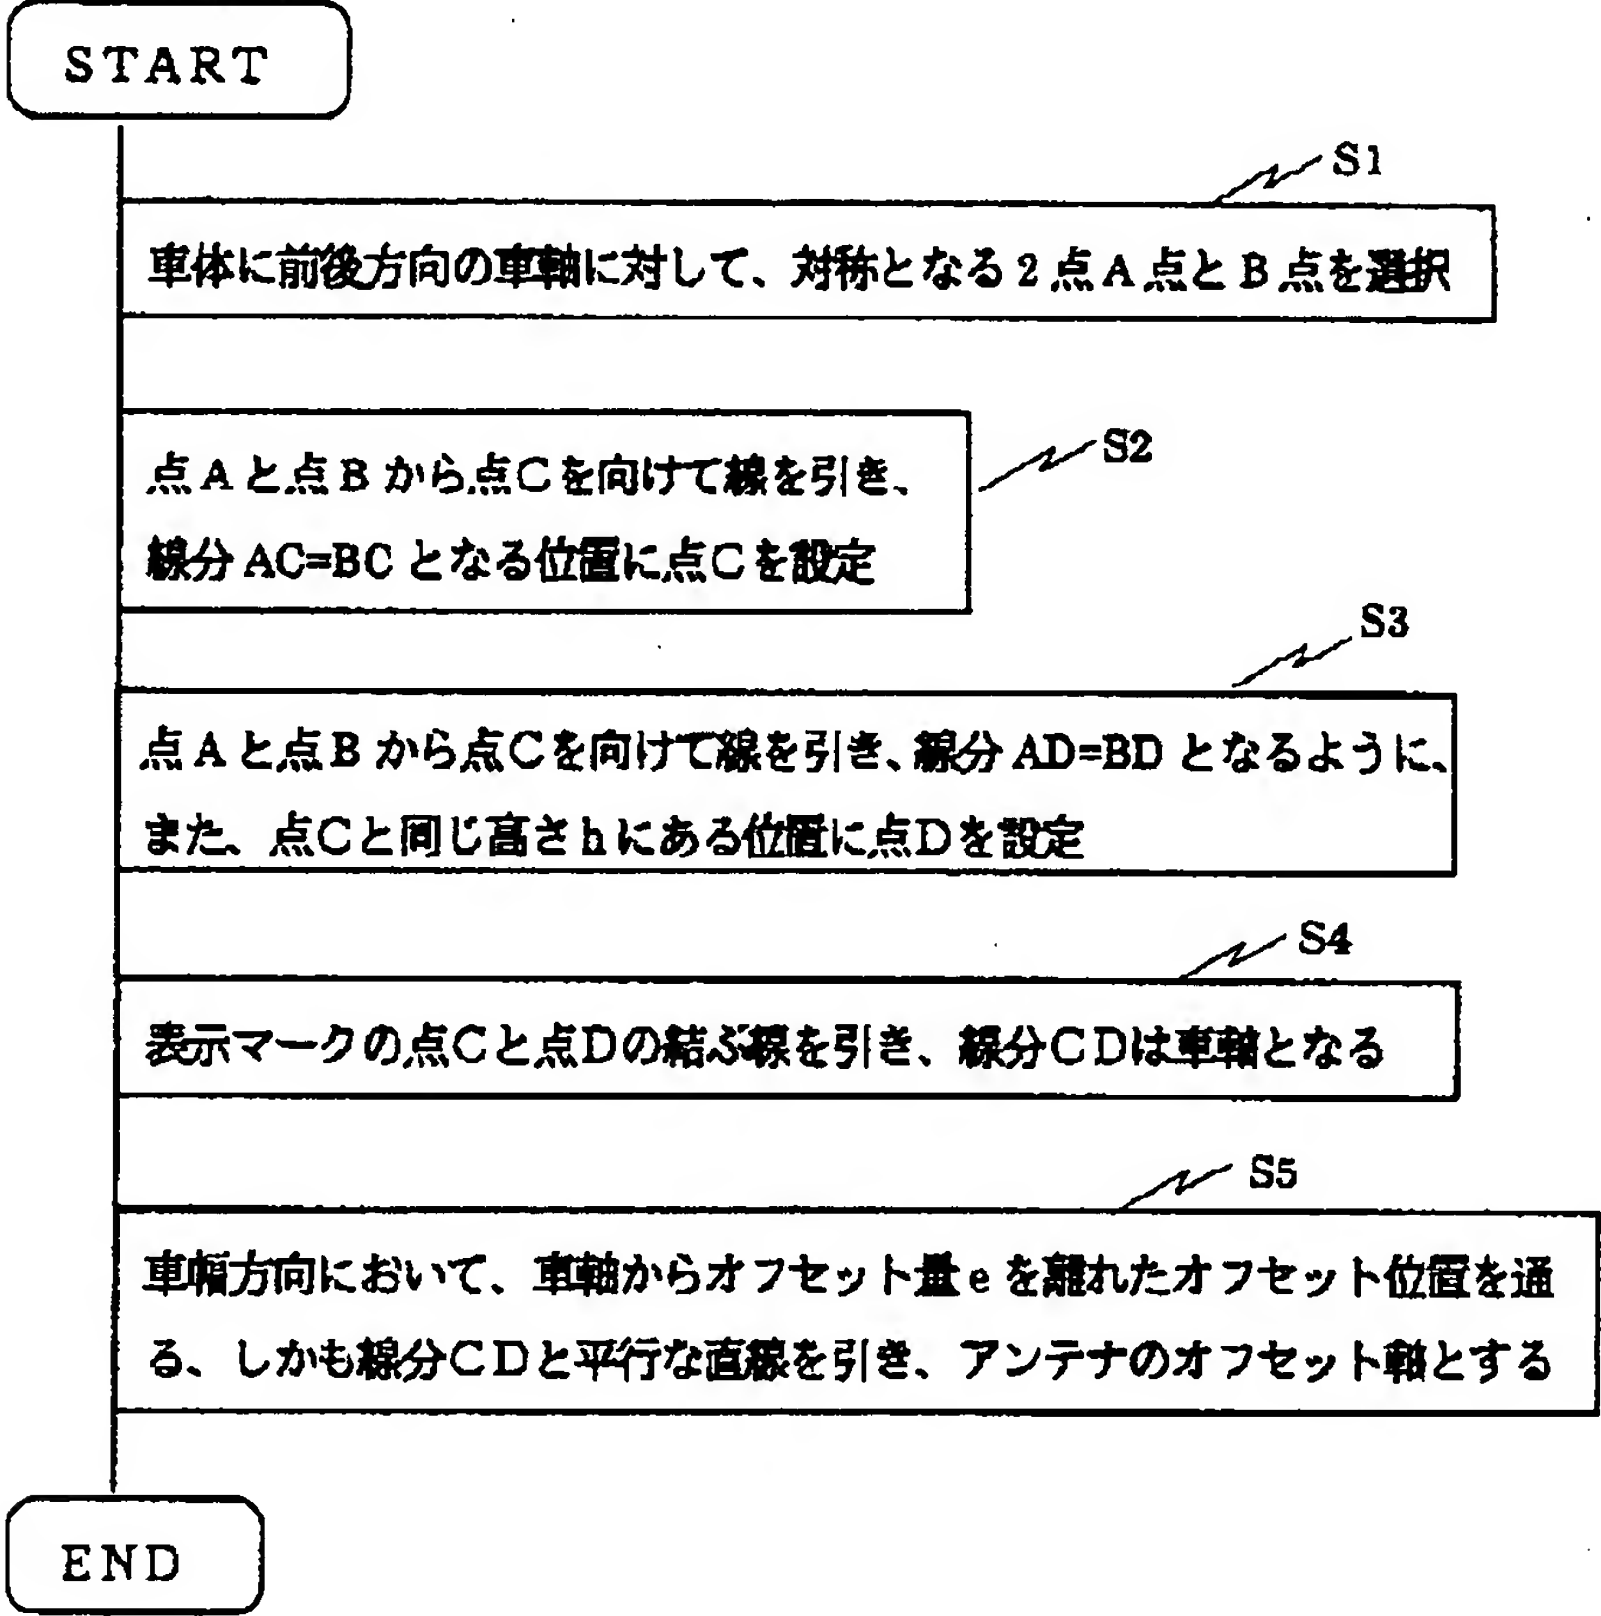 START
S1
車体に前後方向の車軸に対して、対称となる2点A点とB点を選択
S2
点Aと点Bから点Cを向けて線を引き、
線分AC=BCとなる位置に点Cを設定
S3
点Aと点Bから点Cを向けて線を引き、線分AD=BDとなるように、
また、点Cと同じ高さhにある位置に点Dを設定
S4
表示マークの点Cと点Dの結ぶ線を引き、線分CDは車軸となる
S5
車幅方向において、車軸からオフセット量eを離れたオフセット位置を通
る、しかも線分CDと平行な直線を引き、アンテナのオフセット軸とする
END